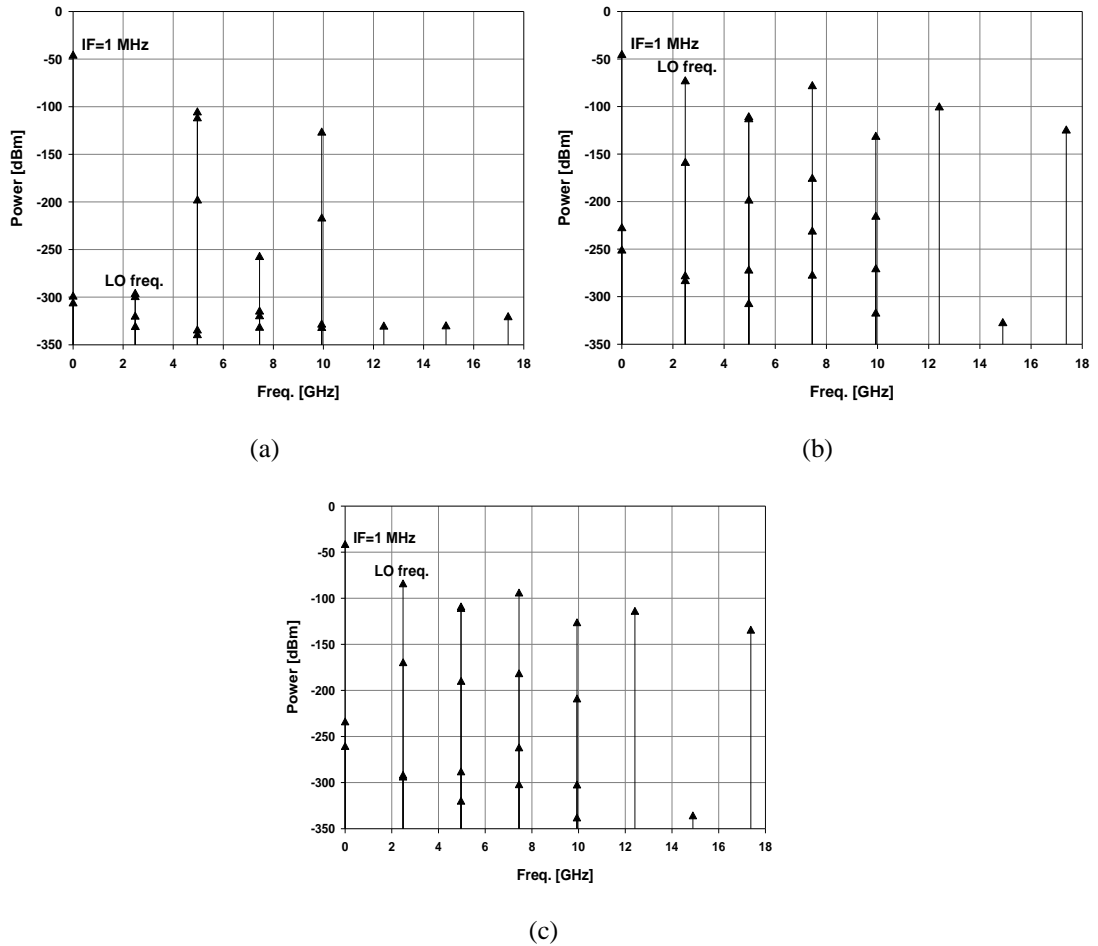 0
-50
-100
-150
-200
-250
-300
-350
Power [dBm]
IF=1 MHz
LO freq.
0 2 4 6 8 10 12 14 16 18
Freq. [GHz]
(a)
0
-50
-100
-150
-200
-250
-300
-350
Power [dBm]
IF=1 MHz
LO freq.
0 2 4 6 8 10 12 14 16 18
Freq. [GHz]
(b)
0
-50
-100
-150
-200
-250
-300
-350
Power [dBm]
IF=1 MHz
LO freq.
0 2 4 6 8 10 12 14 16 18
Freq. [GHz]
(c)